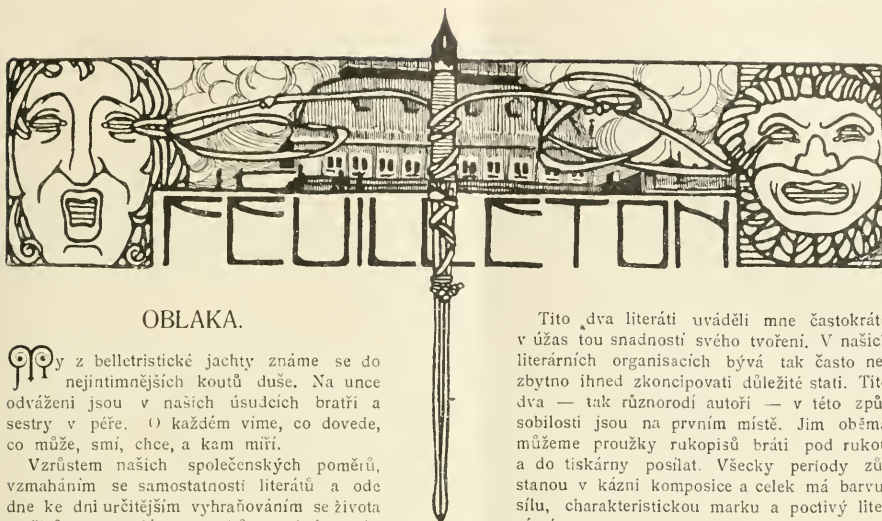 FEUILLETON
OBLAKA.
My z belletristické jachty známe se do
nejintimnějších koutů duše. Na unce
odváženi jsou v našich úsudcích bratři a
sestry v péře. O každém víme, co dovede,
co může, smí, chce, a kam míří.
Vzrůstem našich společenských poměrů,
vzmaháním se samostatnosti literátů a ode
dne ke dni určitějším vyhraňováním se života
Tito dva literáti uváděli mne častokrát
v úžas tou snadností svého tvoření. V našich
literárních organisacích bývá tak často ne
zbytno ihned zkoncipovati důležité stati. Tito
dva — tak různorodí autoři — v této způ
sobilosti jsou na prvním místě. Jim oběma
můžeme proužky rukopisů bráti pod rukou
a do tiskárny posílat. Všecky periody zů
stanou v kázni komposice a celek má barvu,
sílu, charakteristickou marku a poctivý lite